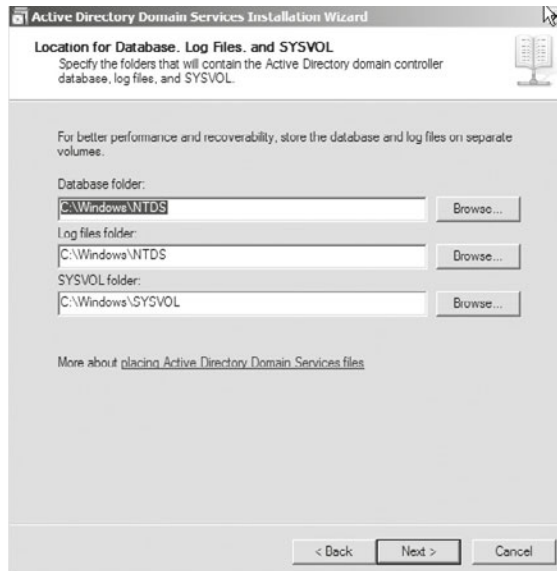 Active Directory Domain Services Installation Wizard
Location for Database, Log Files, and SYSVOL
Specify the folders that will contain the Active Directory domain controller
database, log files, and SYSVOL.
For better performance and recoverability, store the database and log files on separate
volumes.
Database folder:
C:\Windows\NTDS
Browse...
Log files folder:
C:\Windows\NTDS
Browse...
SYSVOL folder:
C:\Windows\SYSVOL
Browse...
More about placing Active Directory Domain Services files
< Back
Next >
Cancel